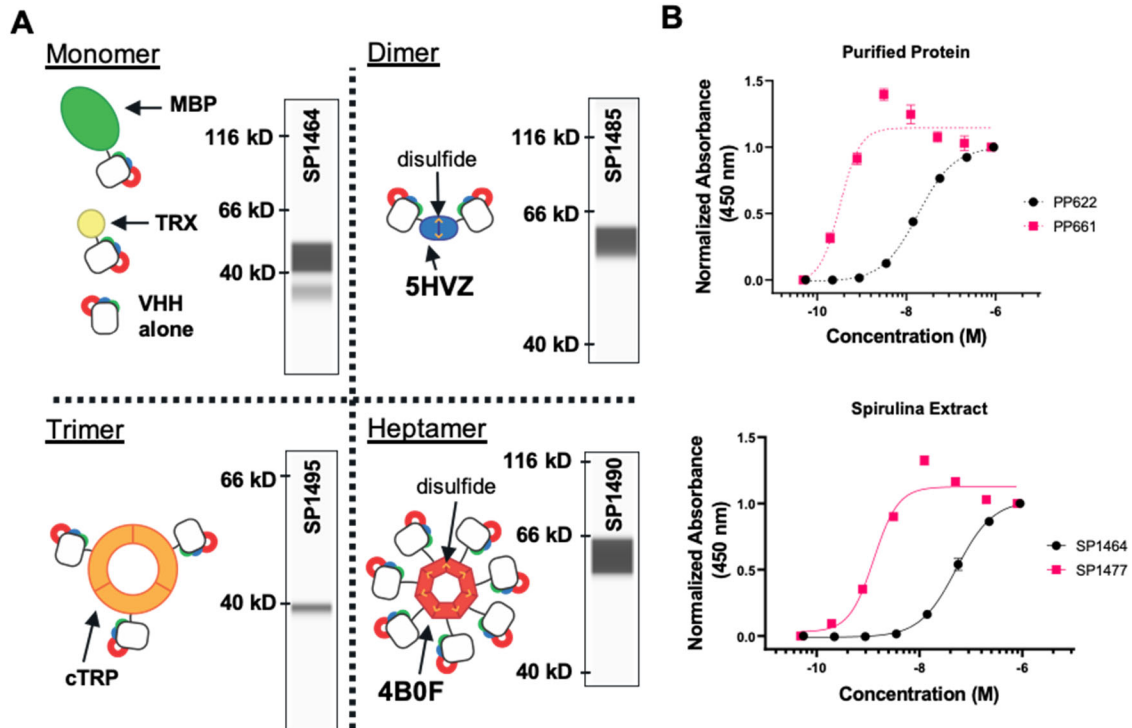 A
Monomer
MBP
TRX
VHH
alone
116 kD
66 kD
40 kD
SP1464
Dimer
disulfide
5HVZ
116 kD
66 kD
40 kD
SP1485
Trimer
cTRP
66 kD
40 kD
SP1495
Heptamer
disulfide
4B0F
116 kD
66 kD
40 kD
SP1490
B
Purified Protein
Normalized Absorbance
(450 nm)
1.5
1.0
0.5
0.0
-10
-8
-6
Concentration (M)
PP622
PP661
Spirulina Extract
Normalized Absorbance
(450 nm)
1.5
1.0
0.5
0.0
-10
-8
-6
Concentration (M)
SP1464
SP1477